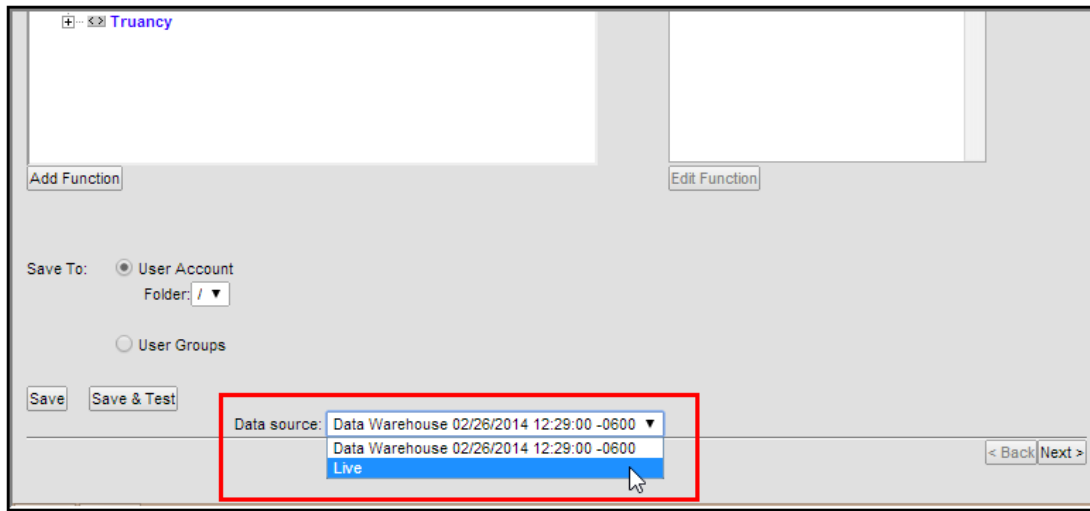 Truancy
Add Function
Edit Function
Save To: User Account
Folder: /
User Groups
Save Save & Test
Data source: Data Warehouse 02/26/2014 12:29:00 -0600
Data Warehouse 02/26/2014 12:29:00 -0600
Live
< Back Next >